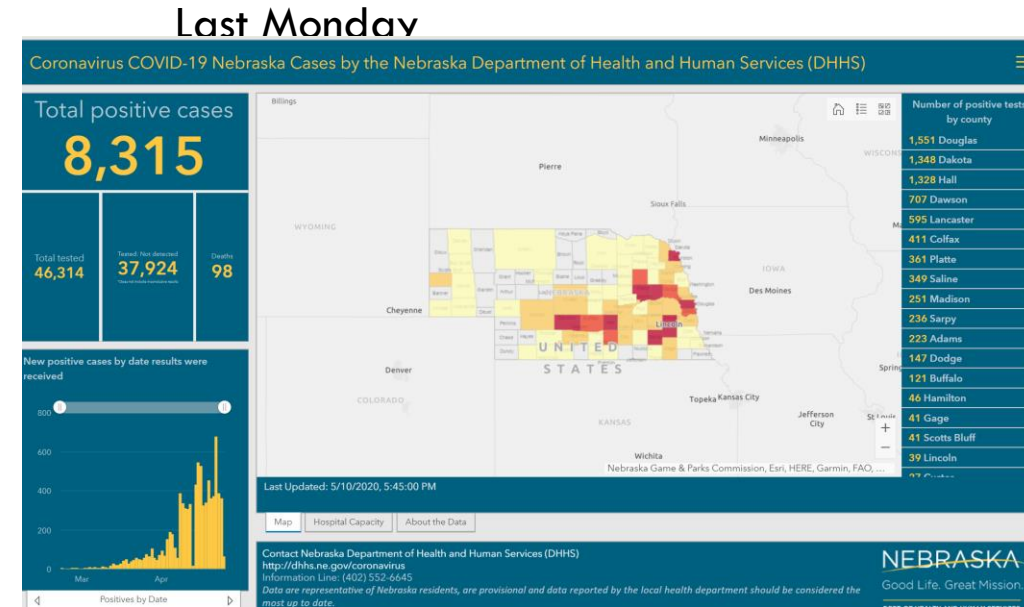 Last Monday
Coronavirus COVID-19 Nebraska Cases by the Nebraska Department of Health and Human Services (DHHS)
Total positive cases
8,315
Total tested
46,314
Tested: Not detected
37,924
Deaths
98
New positive cases by date results were
received
800
600
400
200
0
Mar
Apr
Positives by Date
Billings
Minneapolis
WISCONS
Pierre
Sioux Falls
WYOMING
IOWA
Des Moines
Cheyenne
Lincoln
UNITED
STATES
Denver
Spring
COLORADO
Topeka
Kansas City
Jefferson
City
St Louis
KANSAS
Wichita
Nebraska Game & Parks Commission, Esri, HERE, Garmin, FAO, ...
Last Updated: 5/10/2020, 5:45:00 PM
Map
Hospital Capacity
About the Data
Number of positive tests
by county
1,551 Douglas
1,348 Dakota
1,328 Hall
707 Dawson
595 Lancaster
411 Colfax
361 Platte
349 Saline
251 Madison
236 Sarpy
223 Adams
147 Dodge
121 Buffalo
46 Hamilton
41 Gage
41 Scotts Bluff
39 Lincoln
Contact Nebraska Department of Health and Human Services (DHHS)
http://dhhs.ne.gov/coronavirus
Information Line: (402) 552-6645
Data are representative of Nebraska residents, are provisional and data reported by the local health department should be considered the
most up to date.
NEBRASKA
Good Life. Great Mission.